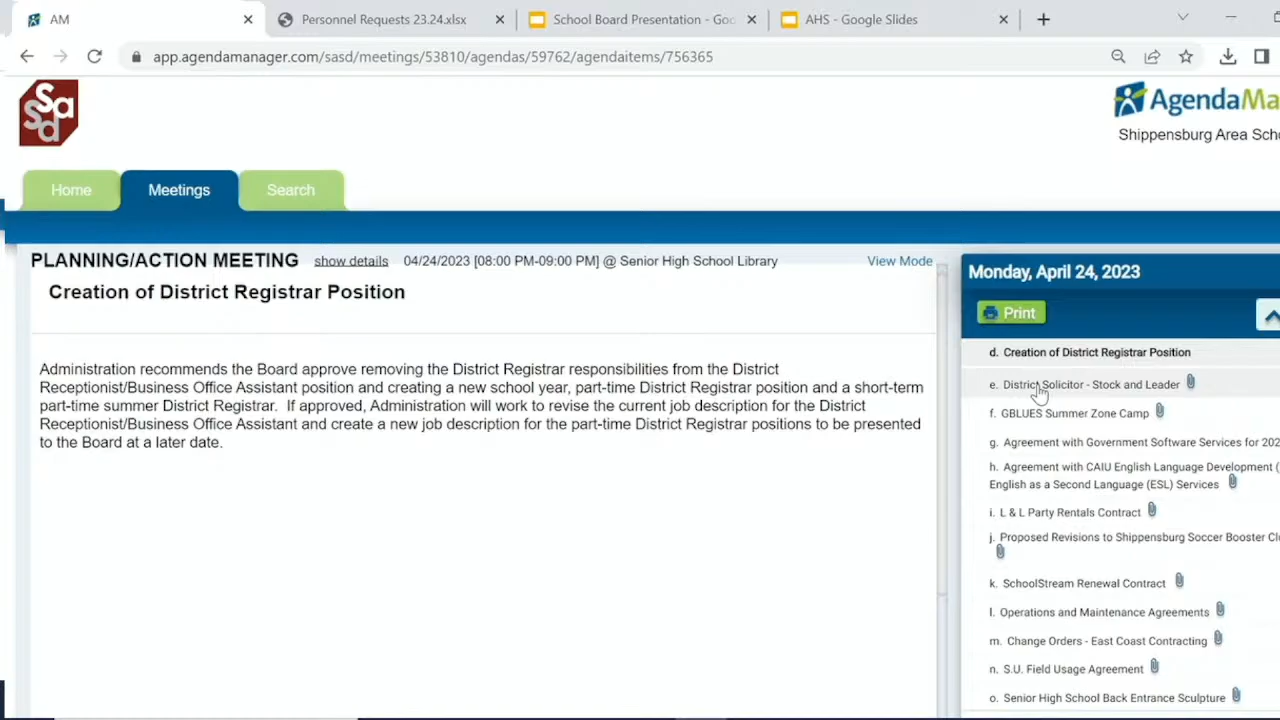 AM
Personnel Requests 23.24.xlsx
School Board Presentation - Goo
AHS - Google Slides
app.agendamanager.com/sasd/meetings/53810/agendas/59762/agendaitems/756365
Sa
Sd
AgendaMa
Shippensburg Area Scho
Home
Meetings
Search
PLANNING/ACTION MEETING show details 04/24/2023 [08:00 PM-09:00 PM] @ Senior High School Library View Mode
Creation of District Registrar Position
Administration recommends the Board approve removing the District Registrar responsibilities from the District
Receptionist/Business Office Assistant position and creating a new school year, part-time District Registrar position and a short-term
part-time summer District Registrar. If approved, Administration will work to revise the current job description for the District
Receptionist/Business Office Assistant and create a new job description for the part-time District Registrar positions to be presented
to the Board at a later date.
Monday, April 24, 2023
Print
d. Creation of District Registrar Position
e. District Solicitor - Stock and Leader
f. GBLUES Summer Zone Camp
g. Agreement with Government Software Services for 202
h. Agreement with CAIU English Language Development (
English as a Second Language (ESL) Services
i. L & L Party Rentals Contract
j. Proposed Revisions to Shippensburg Soccer Booster Cl
k. SchoolStream Renewal Contract
l. Operations and Maintenance Agreements
m. Change Orders - East Coast Contracting
n. S.U. Field Usage Agreement
o. Senior High School Back Entrance Sculpture